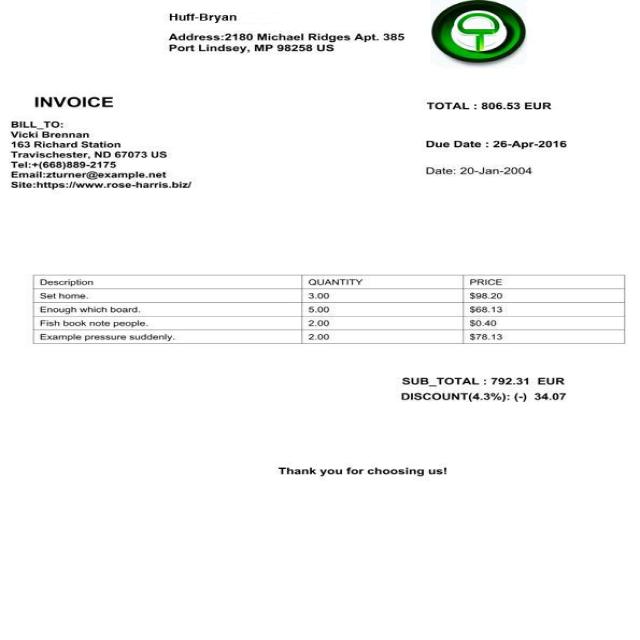 Huff-Bryan
Address:2180 Michael Ridges Apt. 385
Port Lindsey, MP 98258 US
INVOICE
TOTAL : 806.53 EUR
BILL_TO:
Vicki Brennan
163 Richard Station
Travischester, ND 67073 US
Tel:+(668)889-2175
Email:zturner@example.net
Site:https://www.rose-harris.biz/
Due Date : 26-Apr-2016
Date: 20-Jan-2004
Description QUANTITY PRICE
Set home. 3.00 $98.20
Enough which board. 5.00 $68.13
Fish book note people. 2.00 $0.40
Example pressure suddenly. 2.00 $78.13
SUB_TOTAL : 792.31 EUR
DISCOUNT(4.3%): (-) 34.07
Thank you for choosing us!